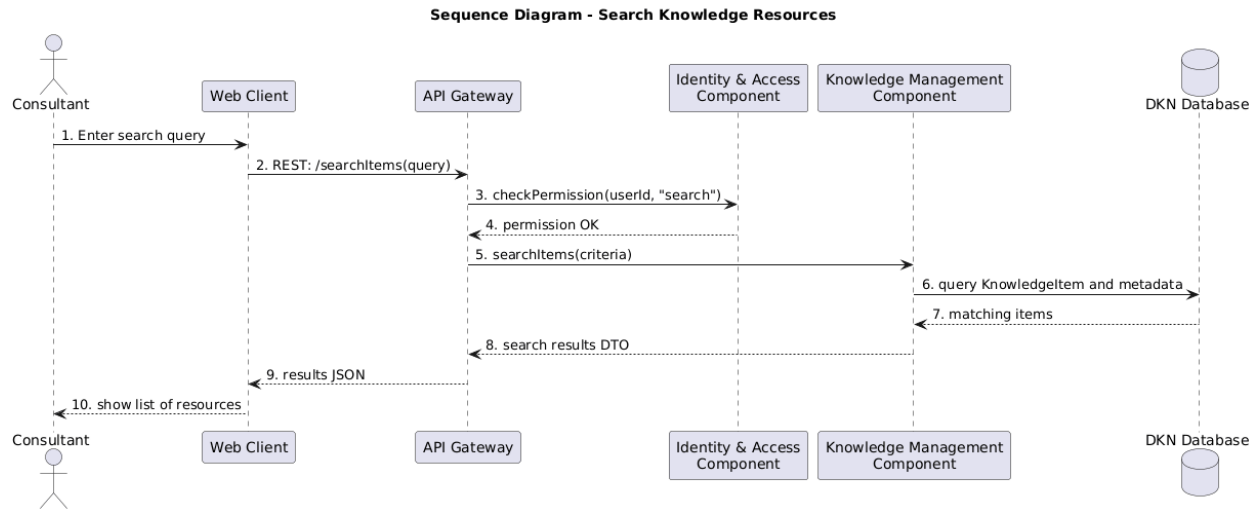 Sequence Diagram - Search Knowledge Resources
Consultant
Web Client
API Gateway
Identity & Access
Component
Knowledge Management
Component
DKN Database
1. Enter search query
2. REST: /searchItems(query)
3. checkPermission(userId, "search")
4. permission OK
5. searchItems(criteria)
6. query KnowledgeItem and metadata
7. matching items
8. search results DTO
9. results JSON
10. show list of resources
Consultant
Web Client
API Gateway
Identity & Access
Component
Knowledge Management
Component
DKN Database